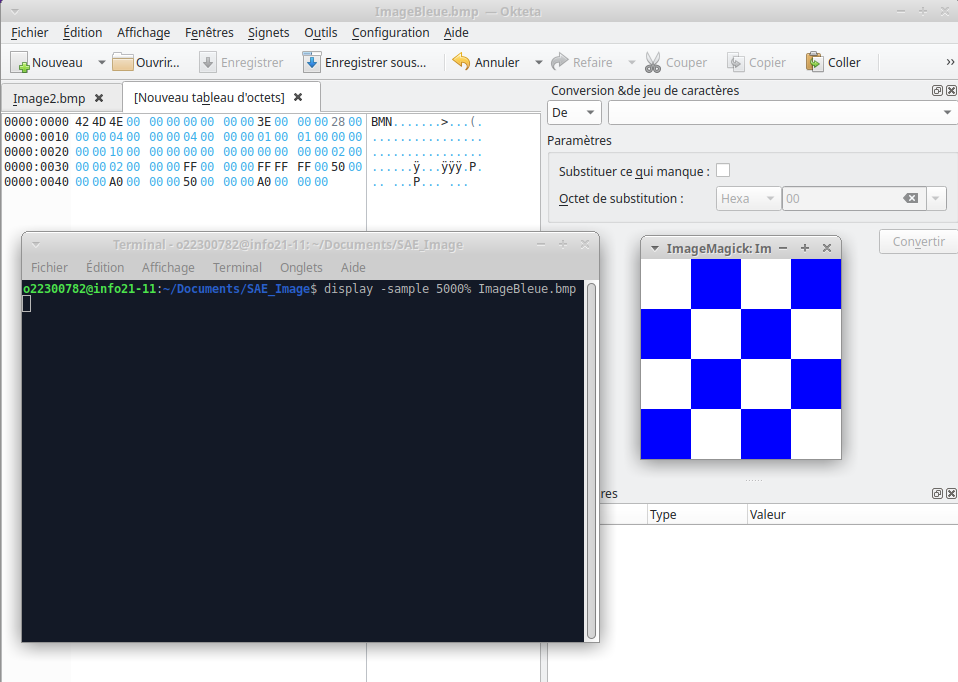 ImageBleue.bmp — Okteta
Fichier Édition Affichage Fenêtres Signets Outils Configuration Aide
Nouveau Ouvrir... Enregistrer Enregistrer sous... Annuler Refaire Couper Copier Coller »
Image2.bmp [Nouveau tableau d'octets]
0000:0000 42 4D 4E 00 00 00 00 00 00 00 3E 00 00 00 28 00 BMN.......>...(.
0000:0010 00 00 04 00 00 00 04 00 00 00 01 00 01 00 00 00 ................
0000:0020 00 00 10 00 00 00 00 00 00 00 00 00 00 00 02 00 ................
0000:0030 00 00 02 00 00 00 FF 00 00 00 FF FF FF 00 50 00 ......ÿ...ÿÿÿ.P.
0000:0040 00 00 A0 00 00 00 50 00 00 00 A0 00 00 00 .. ...P... ...
Conversion &de jeu de caractères
De
Paramètres
Substituer ce qui manque :
Octet de substitution : Hexa 00
Convertir
Terminal - o22300782@info21-11: ~/Documents/SAE_Image
Fichier Édition Affichage Terminal Onglets Aide
o22300782@info21-11:~/Documents/SAE_Image$ display -sample 5000% ImageBleue.bmp
ImageMagick: Im
res
Type Valeur